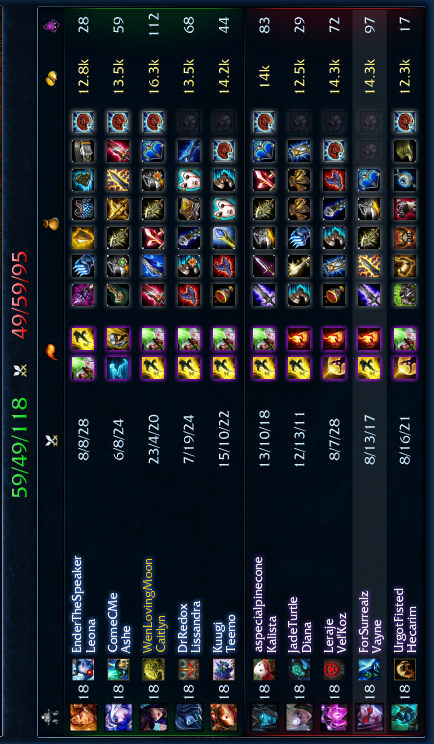 59/49/118 49/59/95
18 EnderTheSpeaker 8/8/28 12.8k 28
Leona
18 ComeCMe 6/8/24 13.5k 59
Ashe
18 WenLovingMoon 23/4/20 16.3k 112
Caitlyn
18 DrRedox 7/19/24 13.5k 68
Lissandra
18 Kuugi 15/10/22 14.2k 44
Teemo
18 aspecialpinecone 13/10/18 14k 83
Kalista
18 JadeTurtle 12/13/11 12.5k 29
Diana
18 Leraje 8/7/28 14.3k 72
Vel'Koz
18 ForSurrealz 8/13/17 14.3k 97
Vayne
18 UrgotFisted 8/16/21 12.3k 17
Hecarim